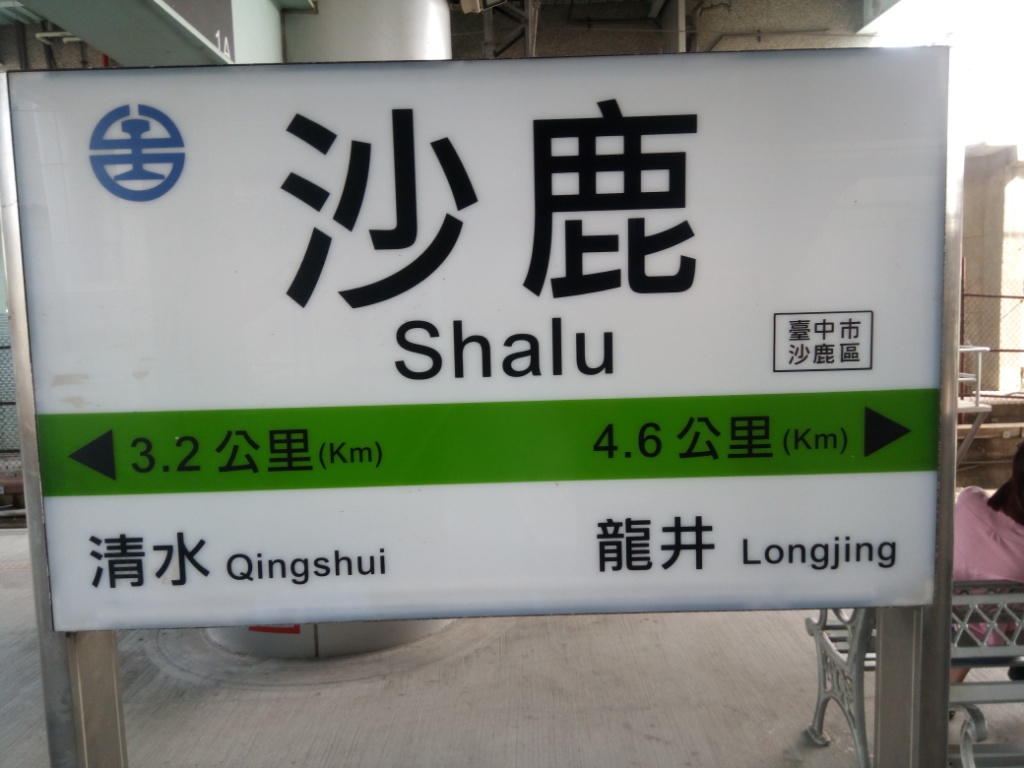 1A
沙鹿
Shalu
臺中市
沙鹿區
3.2 公里(Km)
4.6 公里(Km)
清水 Qingshui
龍井 Longjing